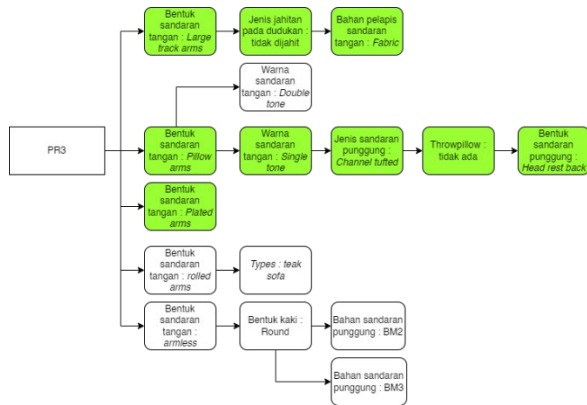 Bentuk
sandaran
tangan : Large
track arms
Jenis jahitan
pada dudukan :
tidak dijahit
Bahan pelapis
sandaran
tangan : Fabric
Warna
sandaran
tangan : Double
tone
PR3
Bentuk
sandaran
tangan : Pillow
arms
Warna
sandaran
tangan : Single
tone
Jenis sandaran
punggung :
Channel tufted
Throwpillow :
tidak ada
Bentuk
sandaran
punggung :
Head rest back
Bentuk
sandaran
tangan : Plated
arms
Bentuk
sandaran
tangan : rolled
arms
Types : teak
sofa
Bentuk
sandaran
tangan :
armless
Bentuk kaki :
Round
Bahan sandaran
punggung : BM2
Bahan sandaran
punggung : BM3